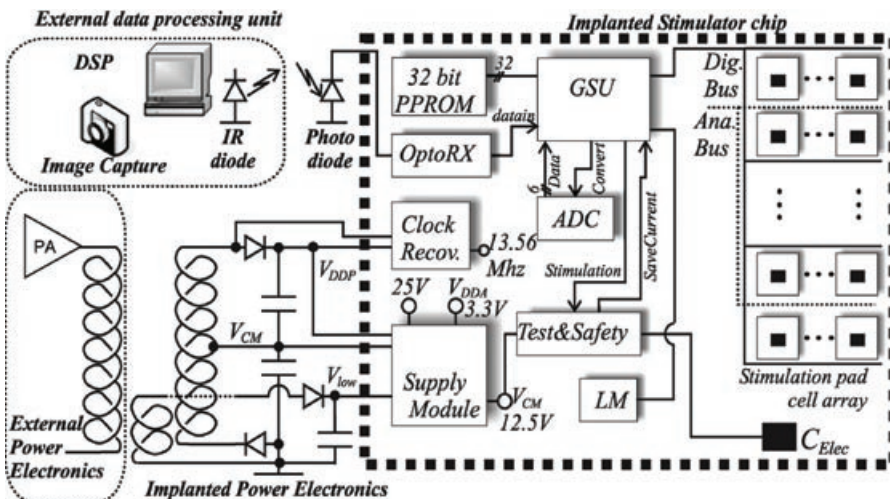 External data processing unit
DSP
Image Capture
IR diode
Photo diode
PA
External Power Electronics
Implanted Power Electronics
V_DDP
V_CM
V_low
Implanted Stimulator chip
32 bit PPROM
32
GSU
datain
OptoRX
6
Data
Convert
ADC
SaveCurrent
Stimulation
Clock Recov.
13.56 Mhz
25V
V_DDA
3.3V
Supply Module
V_CM
12.5V
Test&Safety
LM
Dig. Bus
Ana. Bus
Stimulation pad cell array
C_Elec